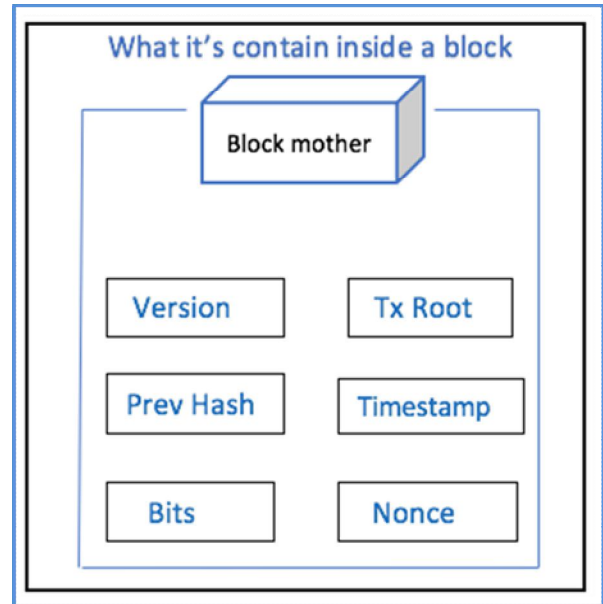 What it's contain inside a block
Block mother
Version
Tx Root
Prev Hash
Timestamp
Bits
Nonce